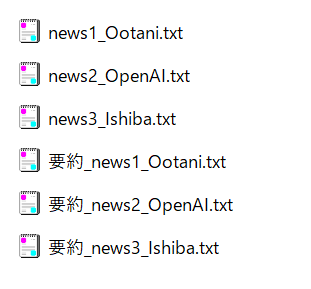 news1_Ootani.txt
news2_OpenAI.txt
news3_Ishiba.txt
要約_news1_Ootani.txt
要約_news2_OpenAI.txt
要約_news3_Ishiba.txt